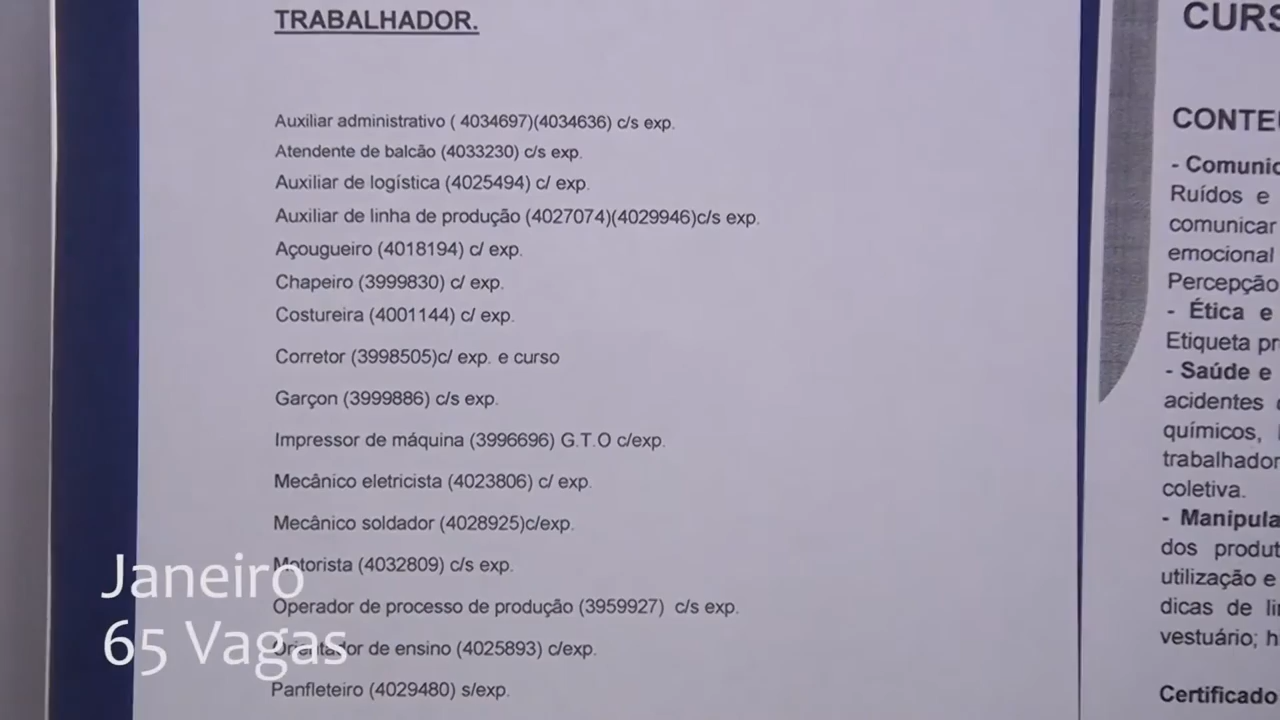 TRABALHADOR.
Auxiliar administrativo ( 4034697)(4034636) c/s exp.
Atendente de balcão (4033230) c/s exp.
Auxiliar de logística (4025494) c/ exp.
Auxiliar de linha de produção (4027074)(4029946)c/s exp.
Açougueiro (4018194) c/ exp.
Chapeiro (3999830) c/ exp.
Costureira (4001144) c/ exp.
Corretor (3998505)c/ exp. e curso
Garçon (3999886) c/s exp.
Impressor de máquina (3996696) G.T.O c/exp.
Mecânico eletricista (4023806) c/ exp.
Mecânico soldador (4028925)c/exp.
Motorista (4032809) c/s exp.
Operador de processo de produção (3959927) c/s exp.
Orientador de ensino (4025893) c/exp.
Panfleteiro (4029480) s/exp.
Janeiro
65 Vagas
CURS
CONTE
- Comunic
Ruídos e
comunicar
emocional
Percepção
- Ética e
Etiqueta pr
- Saúde e
acidentes
químicos,
trabalhador
coletiva.
- Manipula
dos produt
utilização e
dicas de li
vestuário; h
Certificado